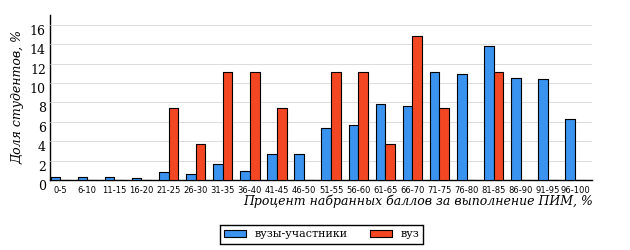 Доля студентов, %
16
14
12
10
8
6
4
2
0
0-5 6-10 11-15 16-20 21-25 26-30 31-35 36-40 41-45 46-50 51-55 56-60 61-65 66-70 71-75 76-80 81-85 86-90 91-95 96-100
Процент набранных баллов за выполнение ПИМ, %
вузы-участники вуз